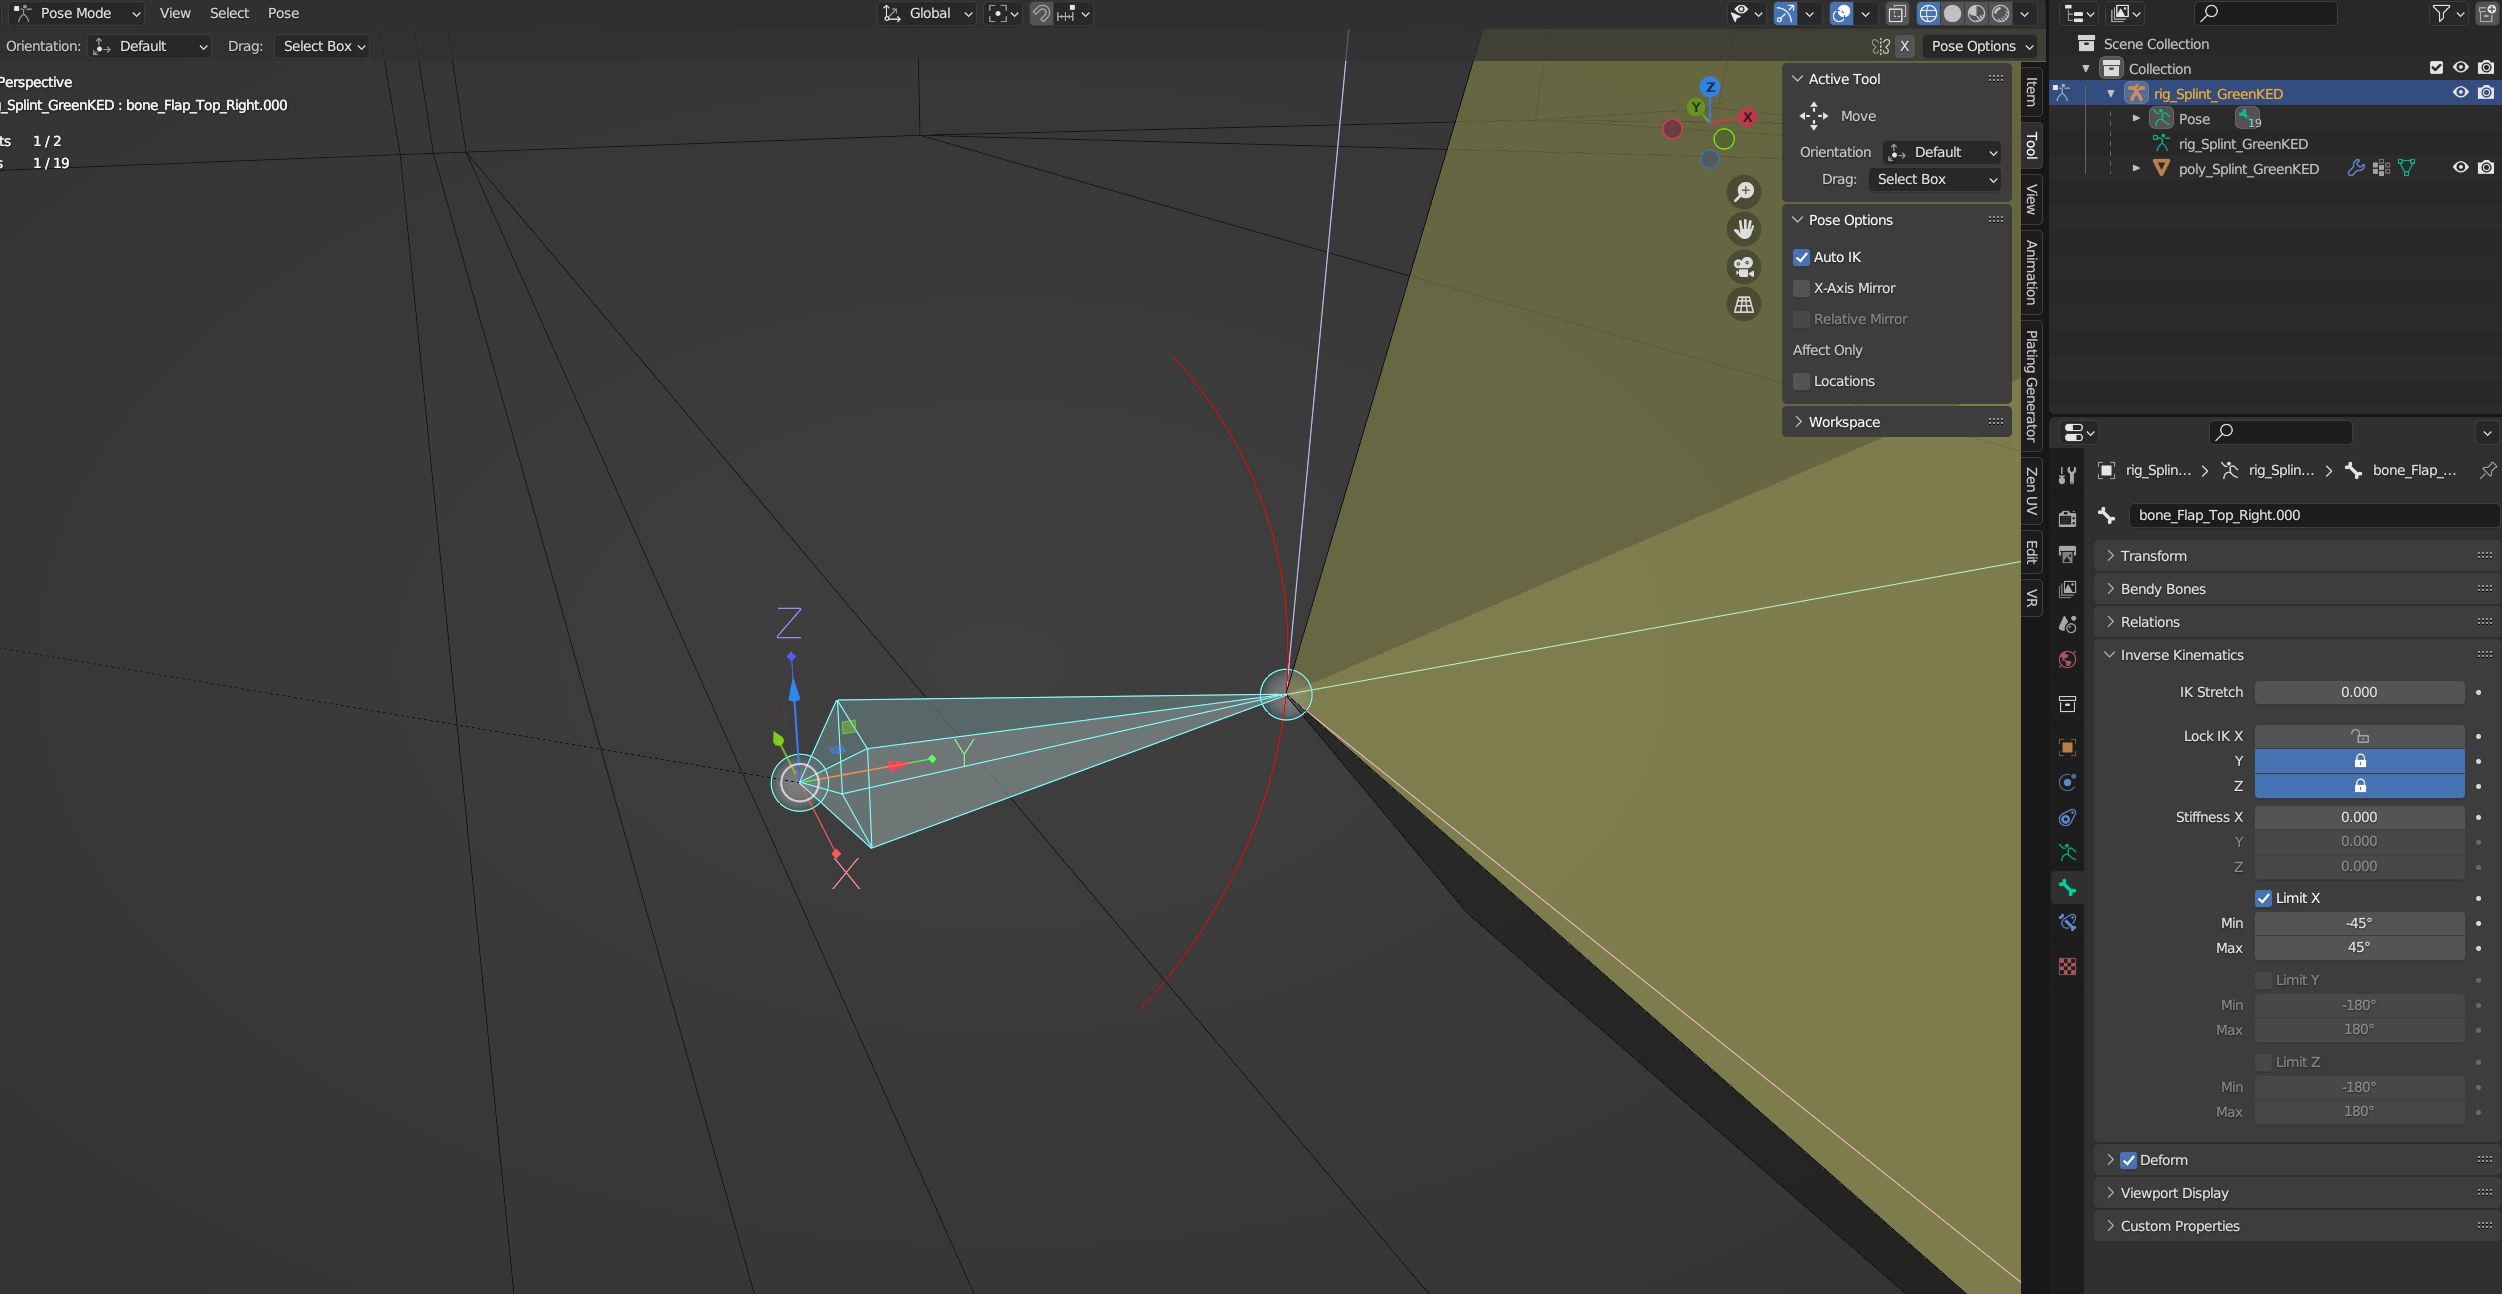 Pose Mode View Select Pose Global
Orientation: Default Drag: Select Box X Pose Options
Perspective
_Splint_GreenKED : bone_Flap_Top_Right.000
ts 1 / 2
s 1 / 19
Z
Y
X
Z
Y
X
Active Tool
Move
Orientation Default
Drag: Select Box
Pose Options
Auto IK
X-Axis Mirror
Relative Mirror
Affect Only
Locations
Workspace
Item
Tool
View
Animation
Plating Generator
Zen UV
Edit
VR
Scene Collection
Collection
rig_Splint_GreenKED
Pose 19
rig_Splint_GreenKED
poly_Splint_GreenKED
rig_Splin... rig_Splin... bone_Flap_...
bone_Flap_Top_Right.000
Transform
Bendy Bones
Relations
Inverse Kinematics
IK Stretch 0.000
Lock IK X
Y
Z
Stiffness X 0.000
Y 0.000
Z 0.000
Limit X
Min -45°
Max 45°
Limit Y
Min -180°
Max 180°
Limit Z
Min -180°
Max 180°
Deform
Viewport Display
Custom Properties